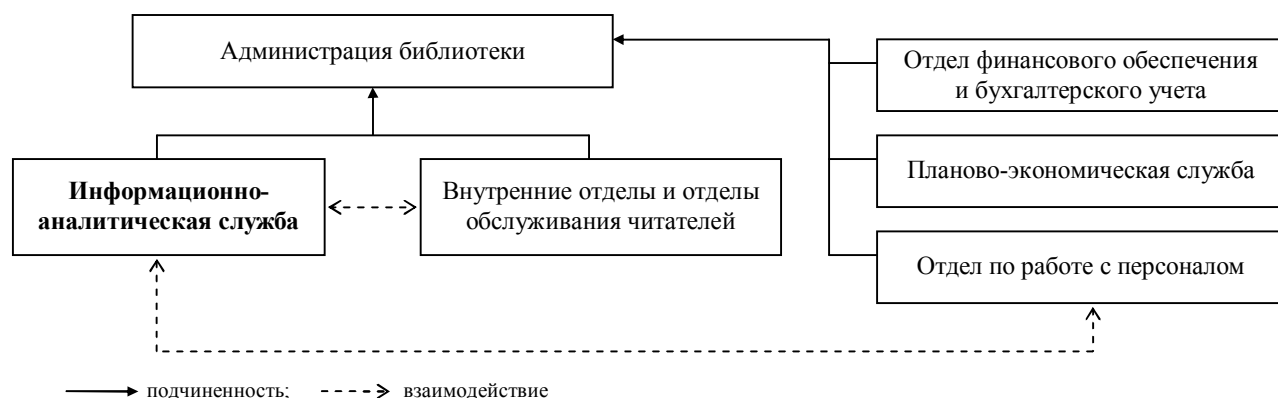 Администрация библиотеки
Отдел финансового обеспечения
и бухгалтерского учета
Информационно-
аналитическая служба
Внутренние отделы и отделы
обслуживания читателей
Планово-экономическая служба
Отдел по работе с персоналом
подчиненность; взаимодействие